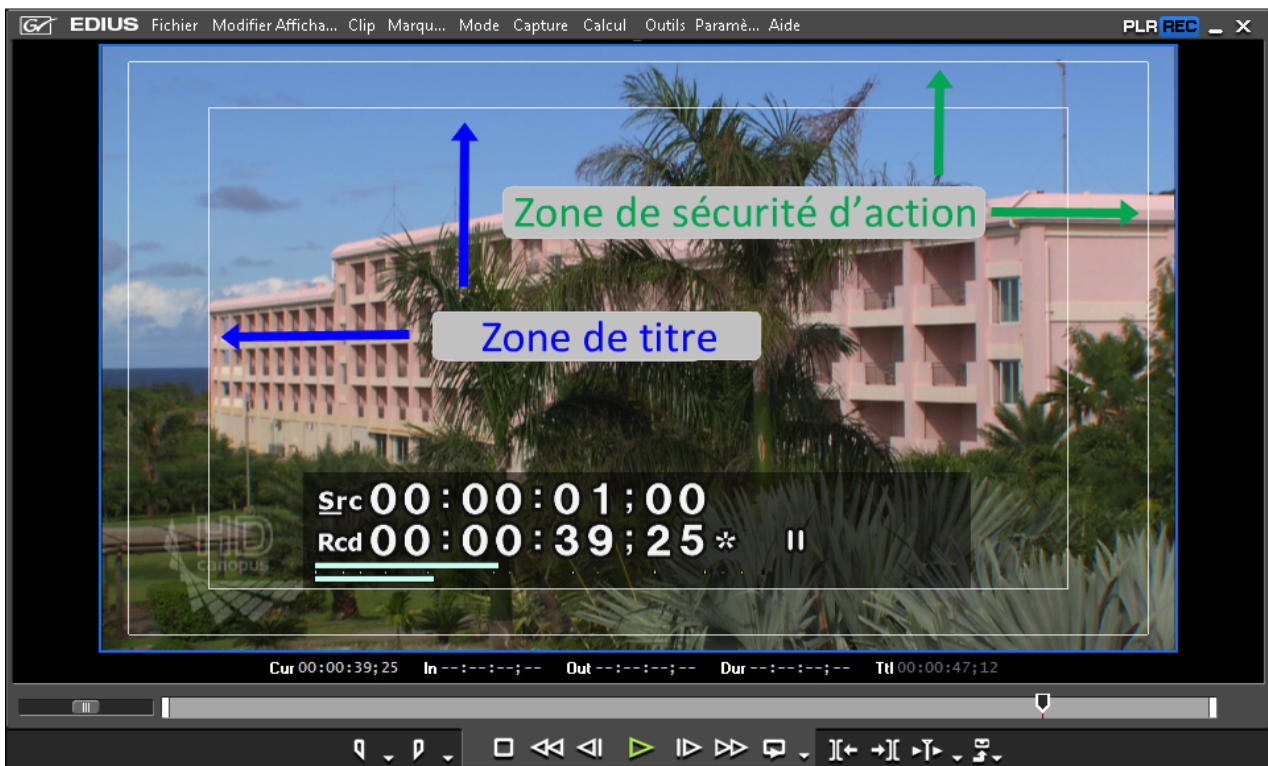 EDIUS Fichier Modifier Afficha... Clip Marqu... Mode Capture Calcul Outils Paramè... Aide PLR REC
Zone de sécurité d’action
Zone de titre
Src 00:00:01;00
Rcd 00:00:39;25 *
HD
canopus
Cur 00:00:39;25 In --:--:--;-- Out --:--:--;-- Dur --:--:--;-- Ttl 00:00:47;12